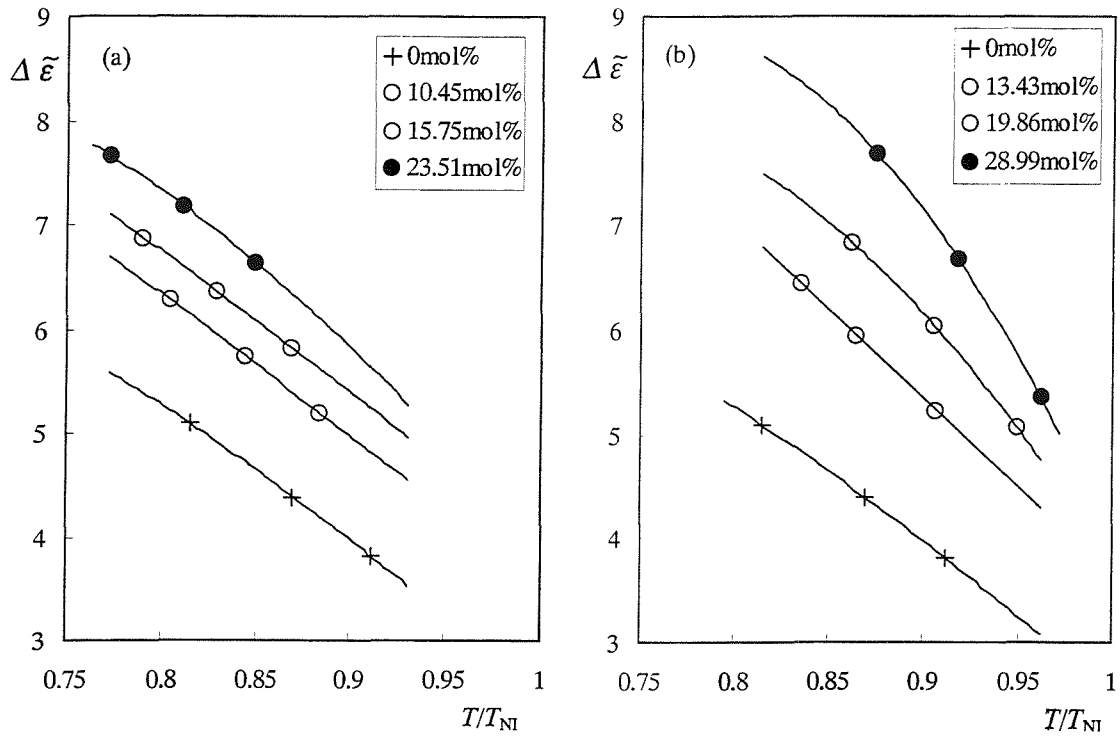 9
(a)
Δ ε̃
8
7
6
5
4
3
0.75
0.8
0.85
0.9
0.95
1
T/T_NI
+ 0mol%
○ 10.45mol%
○ 15.75mol%
● 23.51mol%
9
(b)
Δ ε̃
8
7
6
5
4
3
0.75
0.8
0.85
0.9
0.95
1
T/T_NI
+ 0mol%
○ 13.43mol%
○ 19.86mol%
● 28.99mol%